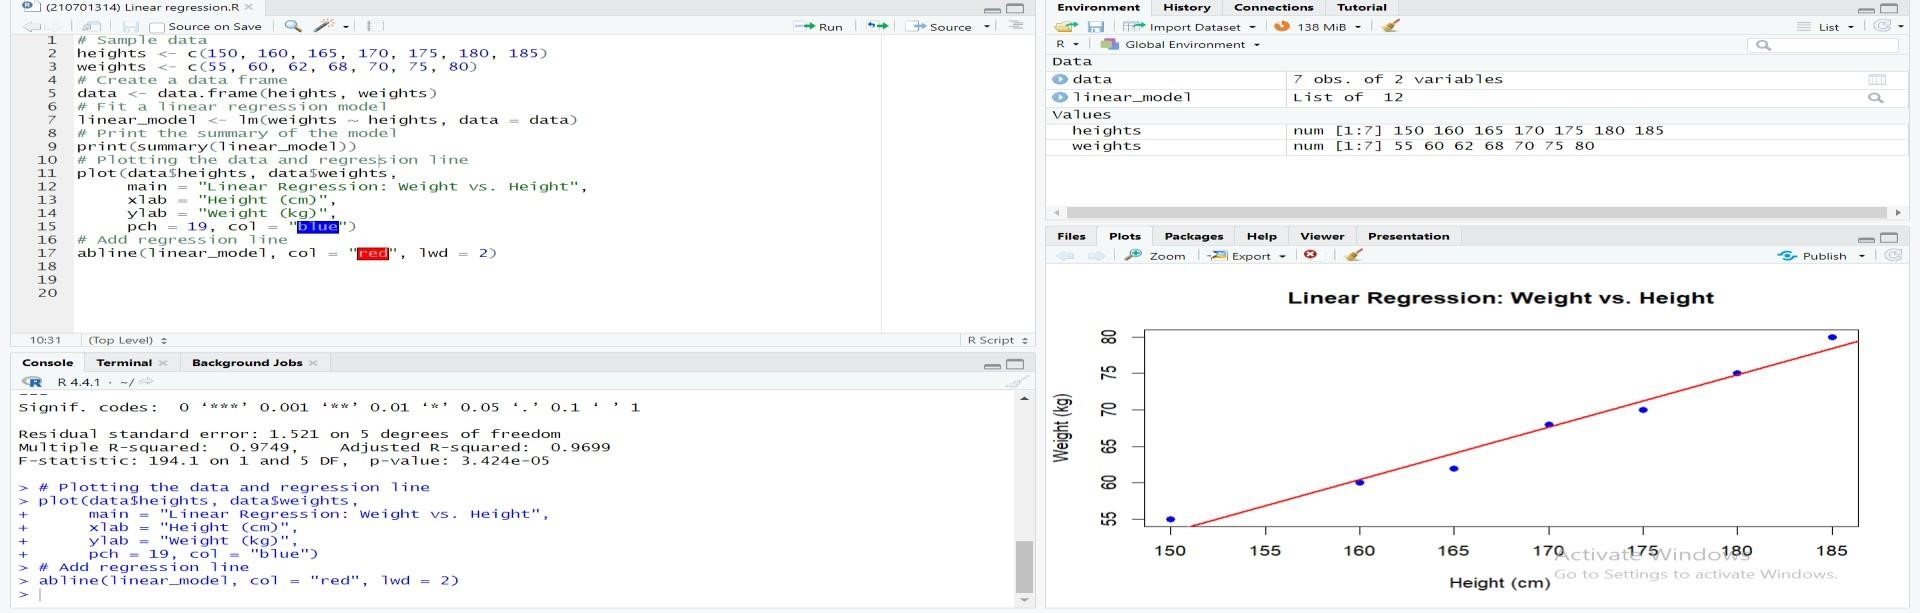 (210701314) Linear regression.R
Source on Save
Run
Source
1 # Sample data
2 heights <- c(150, 160, 165, 170, 175, 180, 185)
3 weights <- c(55, 60, 62, 68, 70, 75, 80)
4 # Create a data frame
5 data <- data.frame(heights, weights)
6 # Fit a linear regression model
7 linear_model <- lm(weights ~ heights, data = data)
8 # Print the summary of the model
9 print(summary(linear_model))
10 # Plotting the data and regression line
11 plot(data$heights, data$weights,
12 main = "Linear Regression: Weight vs. Height",
13 xlab = "Height (cm)",
14 ylab = "Weight (kg)",
15 pch = 19, col = "blue")
16 # Add regression line
17 abline(linear_model, col = "red", lwd = 2)
18
19
20
10:31 (Top Level) R Script
Console Terminal Background Jobs
R R 4.4.1 · ~/
---
Signif. codes:  0 ‘***’ 0.001 ‘**’ 0.01 ‘*’ 0.05 ‘.’ 0.1 ‘ ’ 1
Residual standard error: 1.521 on 5 degrees of freedom
Multiple R-squared:  0.9749,    Adjusted R-squared:  0.9699
F-statistic: 194.1 on 1 and 5 DF,  p-value: 3.424e-05
> # Plotting the data and regression line
> plot(data$heights, data$weights,
+      main = "Linear Regression: Weight vs. Height",
+      xlab = "Height (cm)",
+      ylab = "Weight (kg)",
+      pch = 19, col = "blue")
> # Add regression line
> abline(linear_model, col = "red", lwd = 2)
>
Environment History Connections Tutorial
Import Dataset 138 MiB List
R Global Environment
Data
data 7 obs. of 2 variables
linear_model List of  12
Values
heights num [1:7] 150 160 165 170 175 180 185
weights num [1:7] 55 60 62 68 70 75 80
Files Plots Packages Help Viewer Presentation
Zoom Export Publish
Linear Regression: Weight vs. Height
Weight (kg)
80
75
70
65
60
55
150 155 160 165 170 175 180 185
Height (cm)
Activate Windows
Go to Settings to activate Windows.